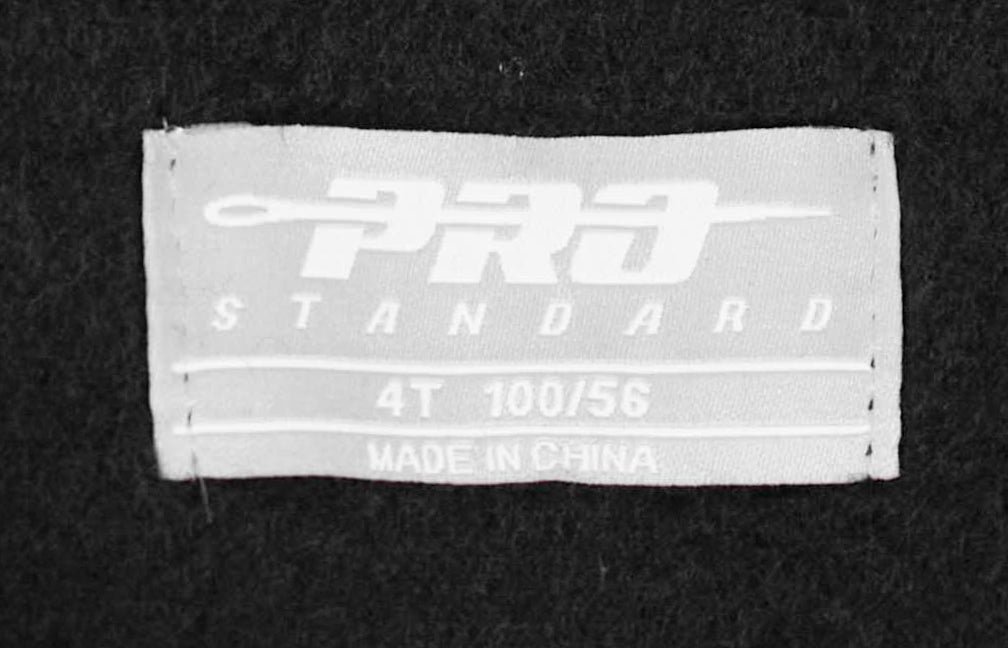 PRO
STANDARD
4T 100/56
MADE IN CHINA